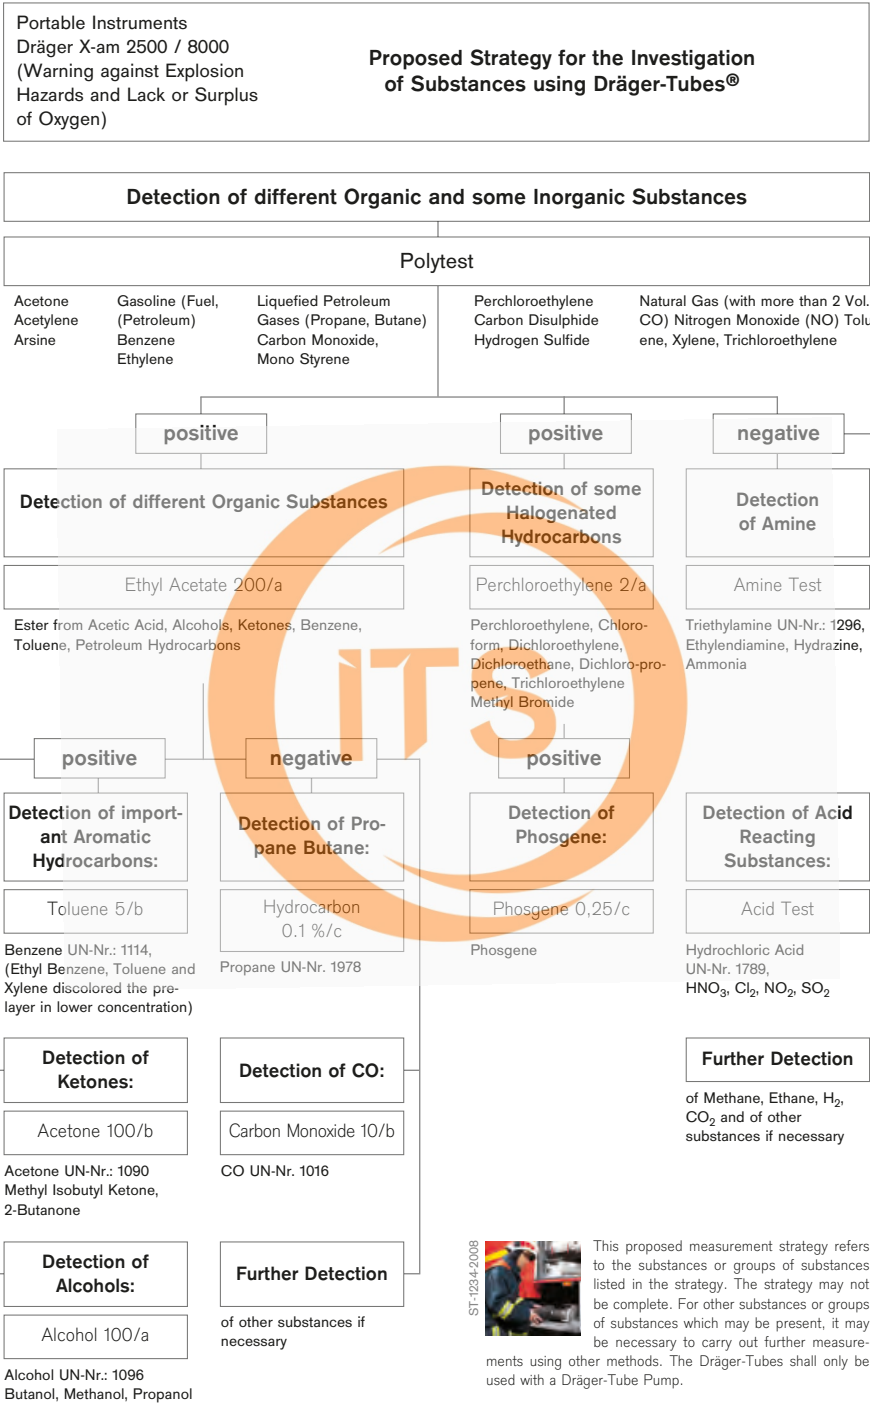 Portable Instruments
Dräger X-am 2500 / 8000
(Warning against Explosion
Hazards and Lack or Surplus
of Oxygen)
Proposed Strategy for the Investigation
of Substances using Dräger-Tubes®
Detection of different Organic and some Inorganic Substances
Polytest
Acetone
Acetylene
Arsine
Gasoline (Fuel,
(Petroleum)
Benzene
Ethylene
Liquefied Petroleum
Gases (Propane, Butane)
Carbon Monoxide,
Mono Styrene
Perchloroethylene
Carbon Disulphide
Hydrogen Sulfide
Natural Gas (with more than 2 Vol.
CO) Nitrogen Monoxide (NO) Tolu
ene, Xylene, Trichloroethylene
positive
positive
negative
Detection of different Organic Substances
Detection of some
Halogenated
Hydrocarbons
Detection
of Amine
Ethyl Acetate 200/a
Perchloroethylene 2/a
Amine Test
Ester from Acetic Acid, Alcohols, Ketones, Benzene,
Toluene, Petroleum Hydrocarbons
Perchloroethylene, Chloro-
form, Dichloroethylene,
Dichloroethane, Dichloro-pro-
pene, Trichloroethylene
Methyl Bromide
Triethylamine UN-Nr.: 1296,
Ethylendiamine, Hydrazine,
Ammonia
ITS
positive
negative
positive
Detection of import-
ant Aromatic
Hydrocarbons:
Detection of Pro-
pane Butane:
Detection of
Phosgene:
Detection of Acid
Reacting
Substances:
Toluene 5/b
Hydrocarbon
0.1 %/c
Phosgene 0,25/c
Acid Test
Benzene UN-Nr.: 1114,
(Ethyl Benzene, Toluene and
Xylene discolored the pre-
layer in lower concentration)
Propane UN-Nr. 1978
Phosgene
Hydrochloric Acid
UN-Nr. 1789,
HNO3, Cl2, NO2, SO2
Detection of
Ketones:
Detection of CO:
Further Detection
Acetone 100/b
Carbon Monoxide 10/b
of Methane, Ethane, H2,
CO2 and of other
substances if necessary
Acetone UN-Nr.: 1090
Methyl Isobutyl Ketone,
2-Butanone
CO UN-Nr. 1016
Detection of
Alcohols:
Further Detection
Alcohol 100/a
of other substances if
necessary
Alcohol UN-Nr.: 1096
Butanol, Methanol, Propanol
ST-1234-2008
This proposed measurement strategy refers
to the substances or groups of substances
listed in the strategy. The strategy may not
be complete. For other substances or groups
of substances which may be present, it may
be necessary to carry out further measure-
ments using other methods. The Dräger-Tubes shall only be
used with a Dräger-Tube Pump.